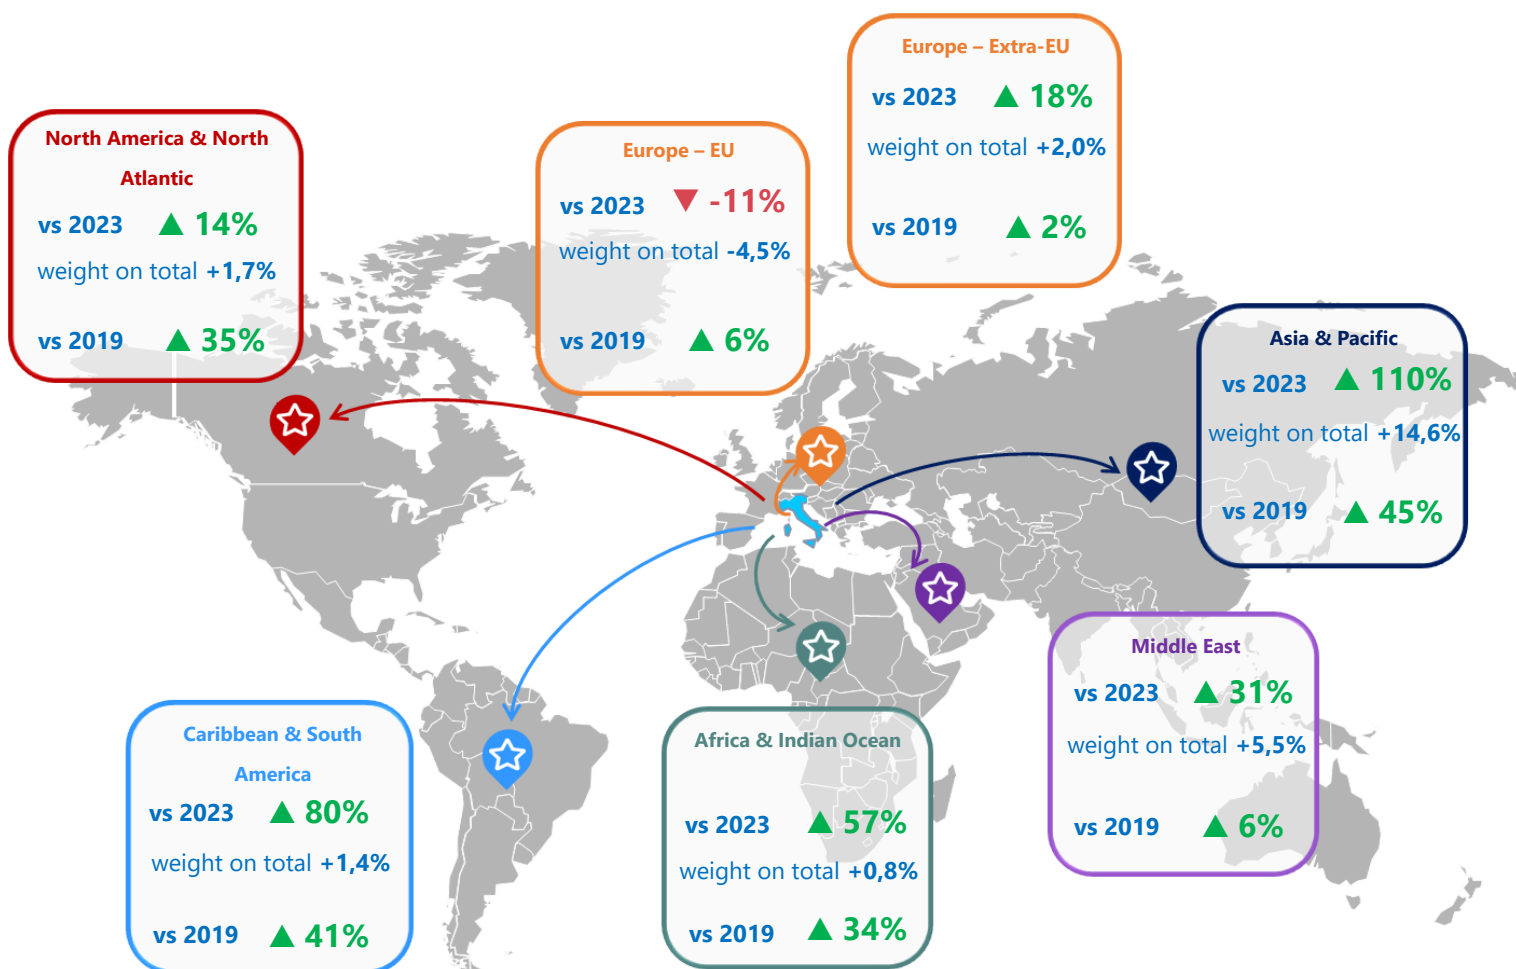 Europe – Extra-EU
vs 2023 ▲ 18%
weight on total +2,0%
vs 2019 ▲ 2%
North America & North
Atlantic
vs 2023 ▲ 14%
weight on total +1,7%
vs 2019 ▲ 35%
Europe – EU
vs 2023 ▼ -11%
weight on total -4,5%
vs 2019 ▲ 6%
Asia & Pacific
vs 2023 ▲ 110%
weight on total +14,6%
vs 2019 ▲ 45%
Middle East
vs 2023 ▲ 31%
weight on total +5,5%
vs 2019 ▲ 6%
Caribbean & South
America
vs 2023 ▲ 80%
weight on total +1,4%
vs 2019 ▲ 41%
Africa & Indian Ocean
vs 2023 ▲ 57%
weight on total +0,8%
vs 2019 ▲ 34%